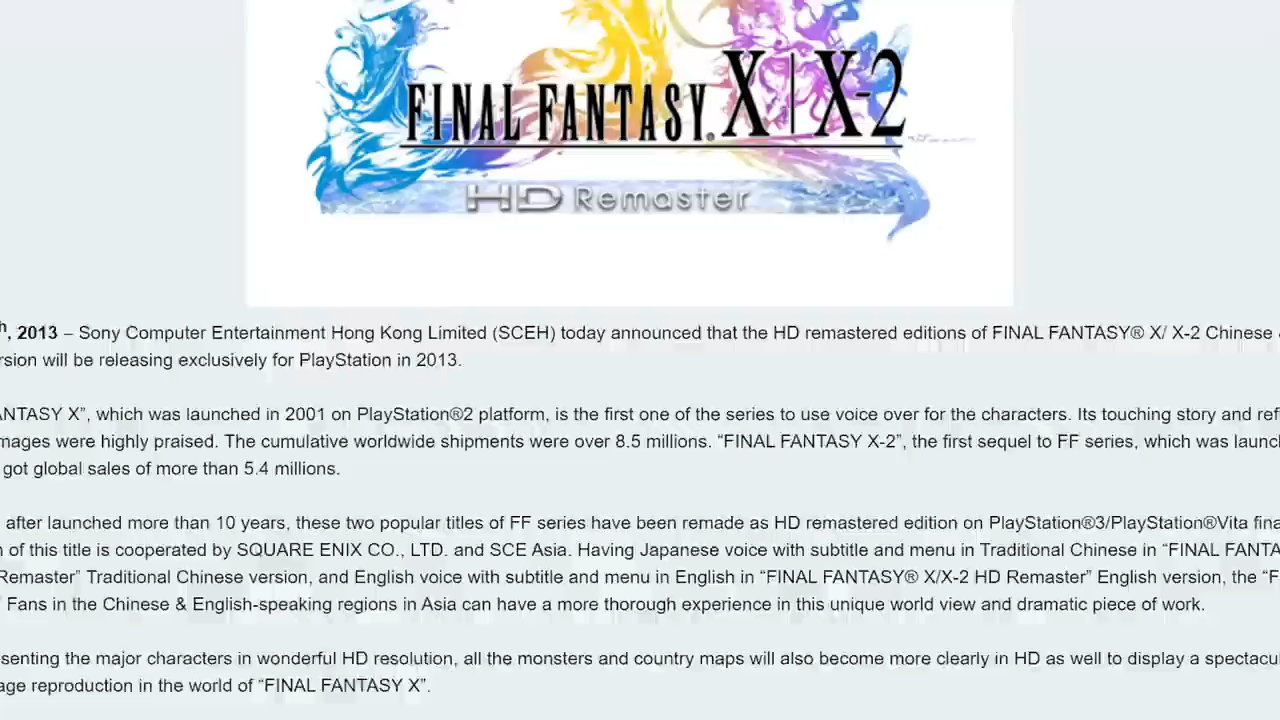 FINAL FANTASY® X|X-2
HD Remaster
h, 2013 – Sony Computer Entertainment Hong Kong Limited (SCEH) today announced that the HD remastered editions of FINAL FANTASY® X/ X-2 Chinese
rsion will be releasing exclusively for PlayStation in 2013.
ANTASY X”, which was launched in 2001 on PlayStation®2 platform, is the first one of the series to use voice over for the characters. Its touching story and ref
mages were highly praised. The cumulative worldwide shipments were over 8.5 millions. “FINAL FANTASY X-2”, the first sequel to FF series, which was launc
got global sales of more than 5.4 millions.
after launched more than 10 years, these two popular titles of FF series have been remade as HD remastered edition on PlayStation®3/PlayStation®Vita fina
n of this title is cooperated by SQUARE ENIX CO., LTD. and SCE Asia. Having Japanese voice with subtitle and menu in Traditional Chinese in “FINAL FANTA
Remaster” Traditional Chinese version, and English voice with subtitle and menu in English in “FINAL FANTASY® X/X-2 HD Remaster” English version, the “F
Fans in the Chinese & English-speaking regions in Asia can have a more thorough experience in this unique world view and dramatic piece of work.
senting the major characters in wonderful HD resolution, all the monsters and country maps will also become more clearly in HD as well to display a spectacul
age reproduction in the world of “FINAL FANTASY X”.